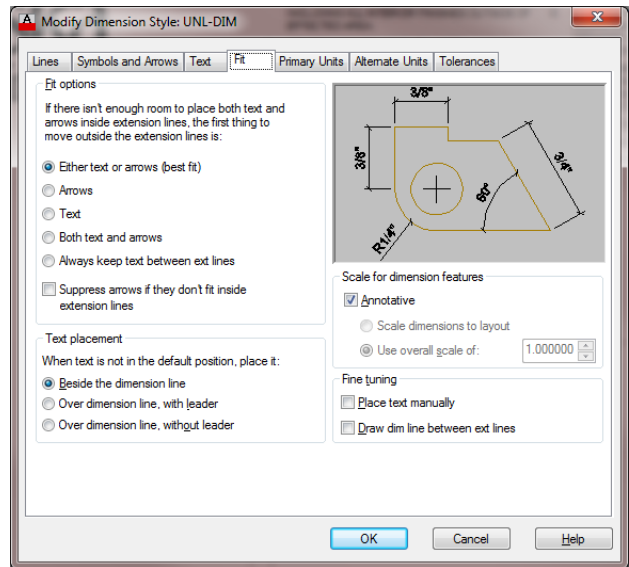 Modify Dimension Style: UNL-DIM
Lines Symbols and Arrows Text Fit Primary Units Alternate Units Tolerances
Fit options
If there isn't enough room to place both text and
arrows inside extension lines, the first thing to
move outside the extension lines is:
Either text or arrows (best fit)
Arrows
Text
Both text and arrows
Always keep text between ext lines
Suppress arrows if they don't fit inside
extension lines
Text placement
When text is not in the default position, place it:
Beside the dimension line
Over dimension line, with leader
Over dimension line, without leader
3/8"
3/8"
3/4"
60°
R1/4"
Scale for dimension features
Annotative
Scale dimensions to layout
Use overall scale of: 1.000000
Fine tuning
Place text manually
Draw dim line between ext lines
OK Cancel Help